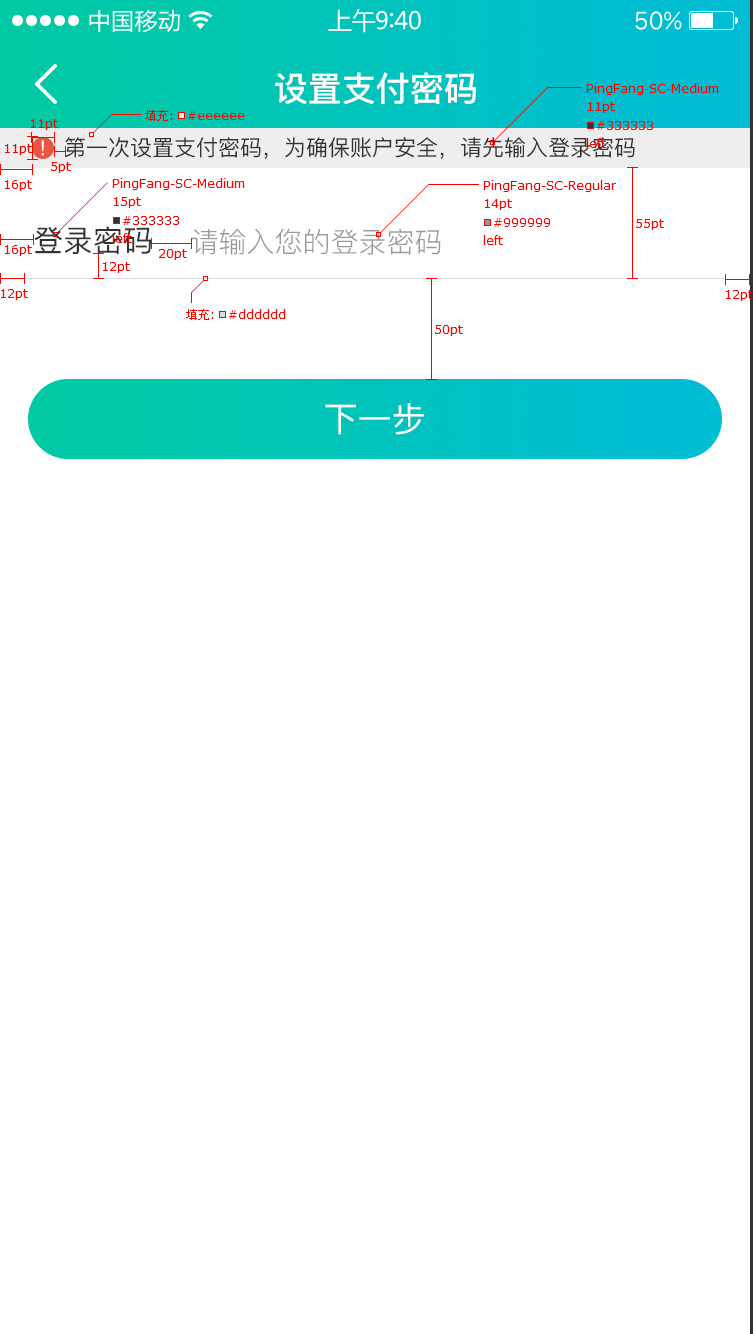 中国移动
上午9:40
50%
设置支付密码
PingFang-SC-Medium
11pt
#333333
left
填充: #eeeeee
11pt
11pt
第一次设置支付密码，为确保账户安全，请先输入登录密码
5pt
16pt
PingFang-SC-Medium
15pt
#333333
left
PingFang-SC-Regular
14pt
#999999
left
55pt
16pt
登录密码
20pt
请输入您的登录密码
12pt
12pt
12pt
填充: #dddddd
50pt
下一步